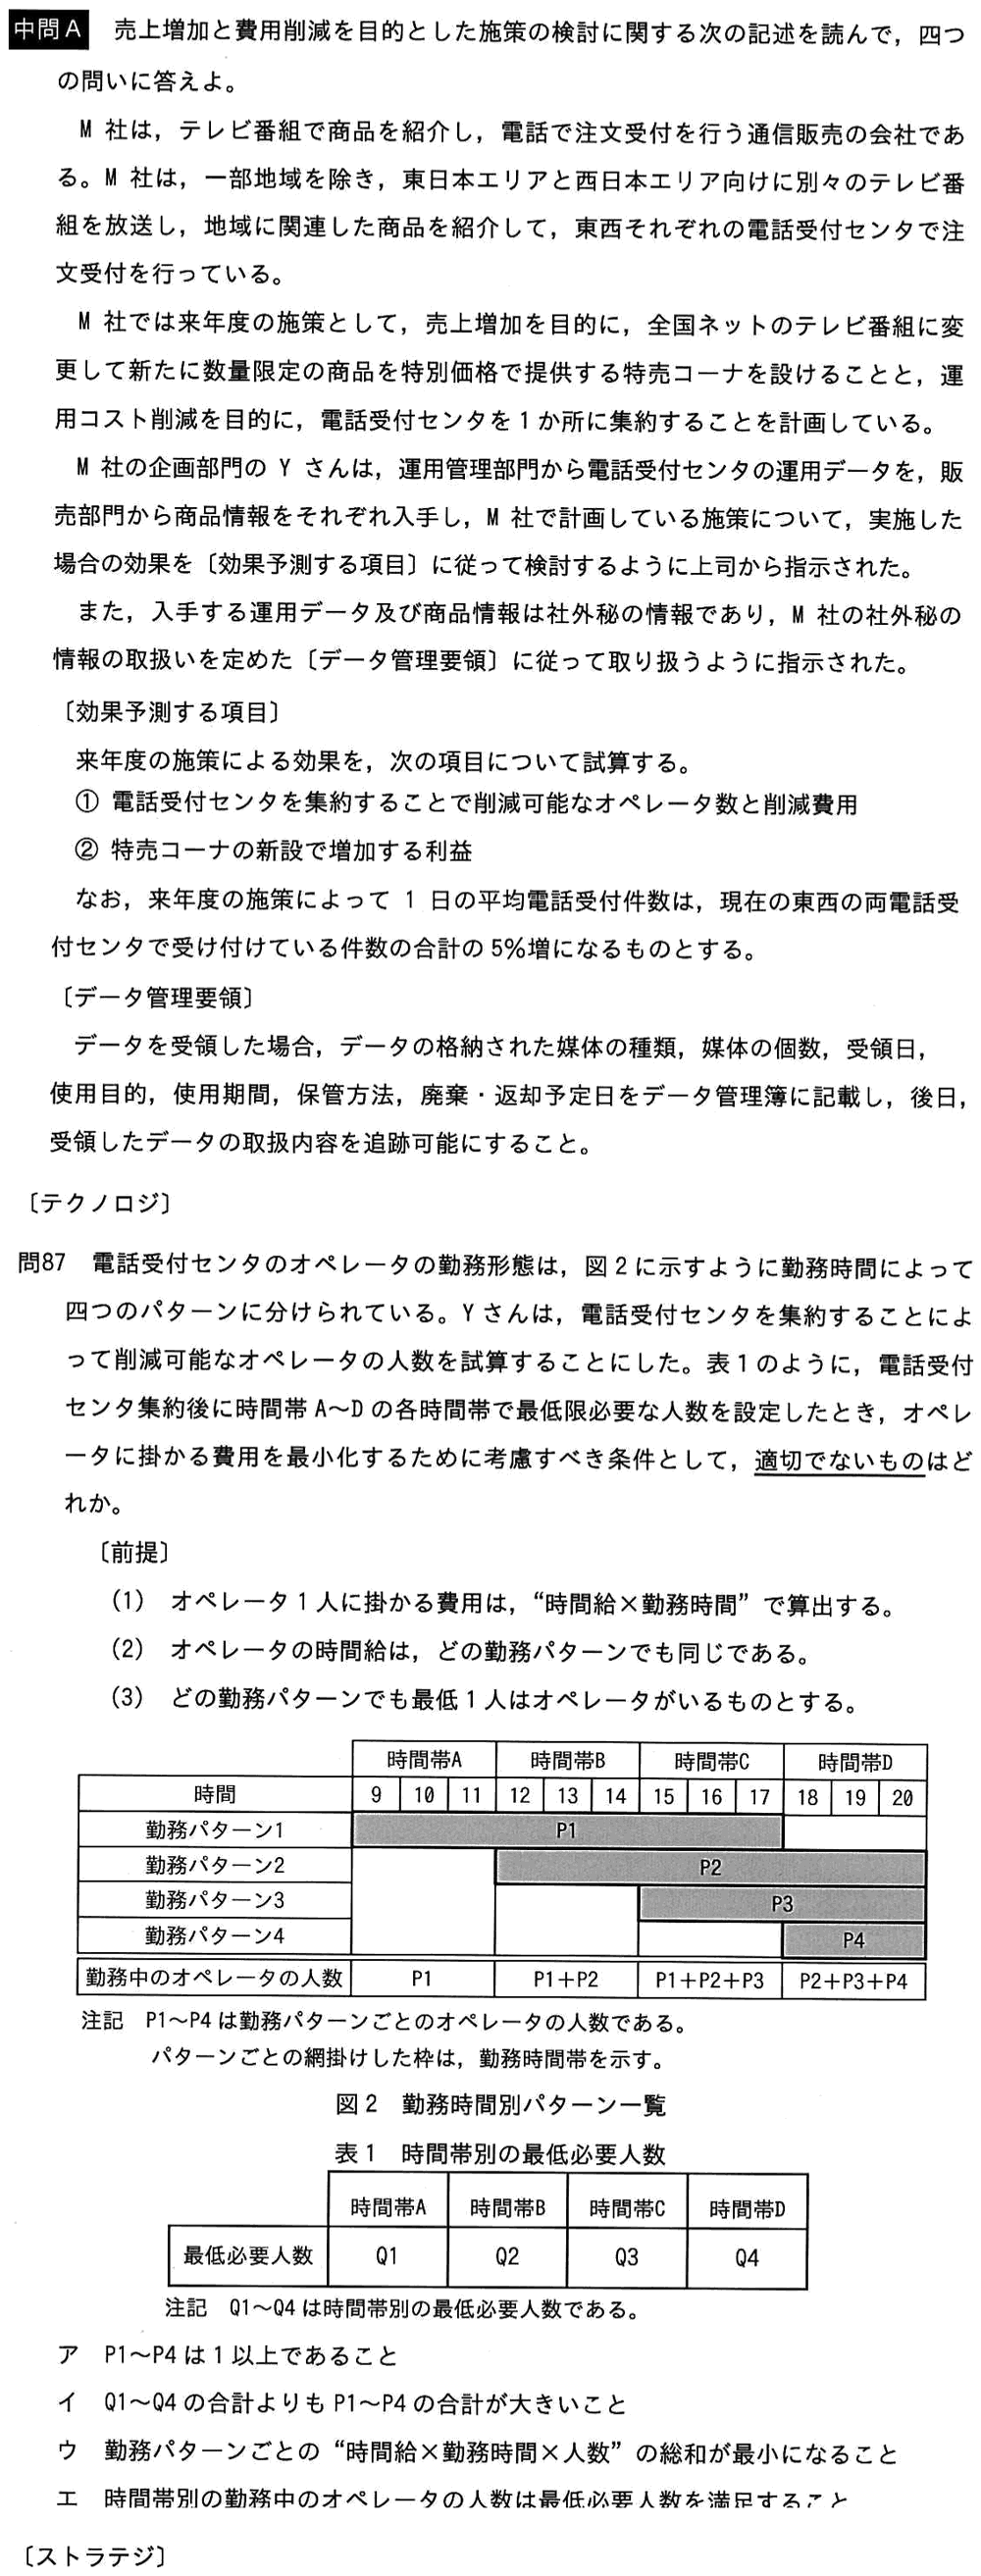 中問A 売上増加と費用削減を目的とした施策の検討に関する次の記述を読んで，四つ
の問いに答えよ。
M 社は，テレビ番組で商品を紹介し，電話で注文受付を行う通信販売の会社であ
る。M 社は，一部地域を除き，東日本エリアと西日本エリア向けに別々のテレビ番
組を放送し，地域に関連した商品を紹介して，東西それぞれの電話受付センタで注
文受付を行っている。
M 社では来年度の施策として，売上増加を目的に，全国ネットのテレビ番組に変
更して新たに数量限定の商品を特別価格で提供する特売コーナを設けることと，運
用コスト削減を目的に，電話受付センタを1か所に集約することを計画している。
M 社の企画部門の Y さんは，運用管理部門から電話受付センタの運用データを，販
売部門から商品情報をそれぞれ入手し，M 社で計画している施策について，実施した
場合の効果を〔効果予測する項目〕に従って検討するように上司から指示された。
また，入手する運用データ及び商品情報は社外秘の情報であり，M 社の社外秘の
情報の取扱いを定めた〔データ管理要領〕に従って取り扱うように指示された。
〔効果予測する項目〕
来年度の施策による効果を，次の項目について試算する。
① 電話受付センタを集約することで削減可能なオペレータ数と削減費用
② 特売コーナの新設で増加する利益
なお，来年度の施策によって 1 日の平均電話受付件数は，現在の東西の両電話受
付センタで受け付けている件数の合計の 5％増になるものとする。
〔データ管理要領〕
データを受領した場合，データの格納された媒体の種類，媒体の個数，受領日，
使用目的，使用期間，保管方法，廃棄・返却予定日をデータ管理簿に記載し，後日，
受領したデータの取扱内容を追跡可能にすること。
〔テクノロジ〕
問87 電話受付センタのオペレータの勤務形態は，図2に示すように勤務時間によって
四つのパターンに分けられている。Yさんは，電話受付センタを集約することによ
って削減可能なオペレータの人数を試算することにした。表1のように，電話受付
センタ集約後に時間帯A～Dの各時間帯で最低限必要な人数を設定したとき，オペレ
ータに掛かる費用を最小化するために考慮すべき条件として，適切でないものはど
れか。
〔前提〕
(1) オペレータ1人に掛かる費用は，“時間給×勤務時間”で算出する。
(2) オペレータの時間給は，どの勤務パターンでも同じである。
(3) どの勤務パターンでも最低1人はオペレータがいるものとする。
時間帯A 時間帯B 時間帯C 時間帯D
時間 9 10 11 12 13 14 15 16 17 18 19 20
勤務パターン1 P1
勤務パターン2 P2
勤務パターン3 P3
勤務パターン4 P4
勤務中のオペレータの人数 P1 P1+P2 P1+P2+P3 P2+P3+P4
注記 P1～P4は勤務パターンごとのオペレータの人数である。
パターンごとの網掛けした枠は，勤務時間帯を示す。
図2 勤務時間別パターン一覧
表1 時間帯別の最低必要人数
時間帯A 時間帯B 時間帯C 時間帯D
最低必要人数 Q1 Q2 Q3 Q4
注記 Q1～Q4は時間帯別の最低必要人数である。
ア P1～P4は1以上であること
イ Q1～Q4の合計よりもP1～P4の合計が大きいこと
ウ 勤務パターンごとの“時間給×勤務時間×人数”の総和が最小になること
エ 時間帯別の勤務中のオペレータの人数は最低必要人数を満足すること
〔ストラテジ〕